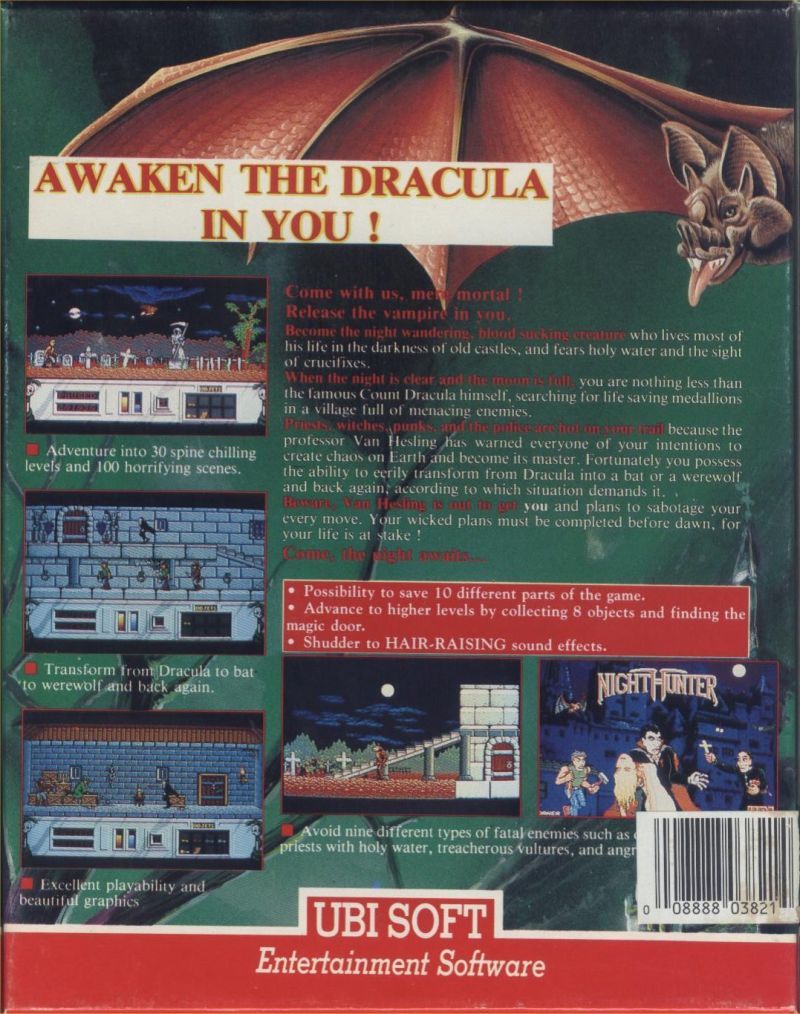 AWAKEN THE DRACULA
IN YOU !
Come with us, mere mortal !
Release the vampire in you.
Become the night wandering, blood sucking creature who lives most of
his life in the darkness of old castles, and fears holy water and the sight
of crucifixes.
When the night is clear and the moon is full, you are nothing less than
the famous Count Dracula himself, searching for life saving medallions
in a village full of menacing enemies.
Priests, witches, punks, and the police are hot on your trail because the
professor Van Hesling has warned everyone of your intentions to
create chaos on Earth and become its master. Fortunately you possess
the ability to eerily transform from Dracula into a bat or a werewolf
and back again, according to which situation demands it.
Beware, Van Hesling is out to get you and plans to sabotage your
every move. Your wicked plans must be completed before dawn, for
your life is at stake !
Come, the night awaits...
Adventure into 30 spine chilling
levels and 100 horrifying scenes.
Transform from Dracula to bat
to werewolf and back again.
Excellent playability and
beautiful graphics
• Possibility to save 10 different parts of the game.
• Advance to higher levels by collecting 8 objects and finding the
magic door.
• Shudder to HAIR-RAISING sound effects.
NIGHTHUNTER
Avoid nine different types of fatal enemies such as
priests with holy water, treacherous vultures, and angr
0 08888 03821
UBI SOFT
Entertainment Software